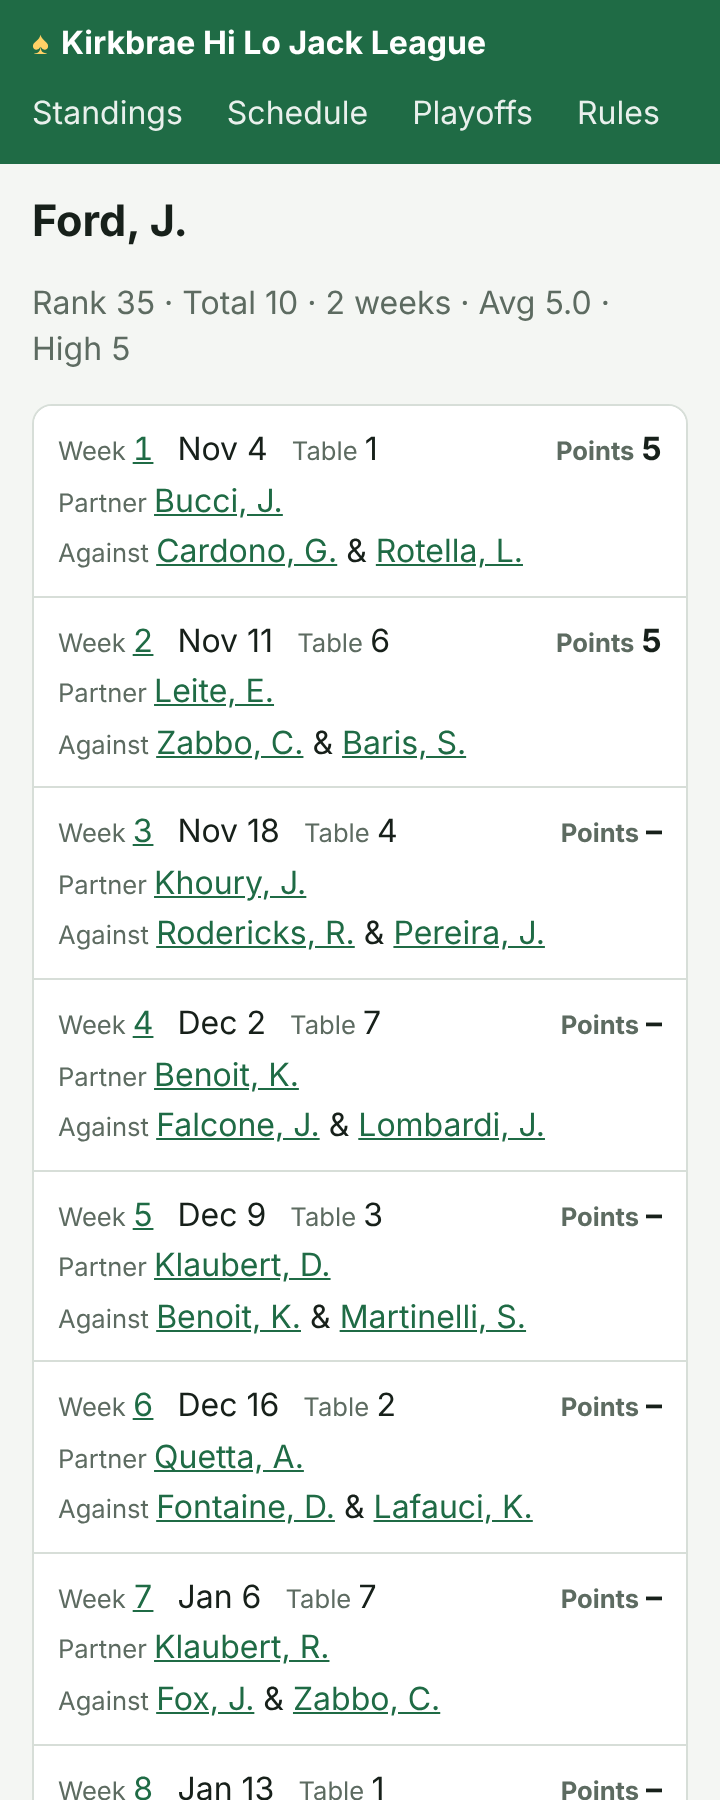 ♠ Kirkbrae Hi Lo Jack League
Standings Schedule Playoffs Rules
Ford, J.
Rank 35 · Total 10 · 2 weeks · Avg 5.0 ·
High 5
Week 1 Nov 4 Table 1 Points 5
Partner Bucci, J.
Against Cardono, G. & Rotella, L.
Week 2 Nov 11 Table 6 Points 5
Partner Leite, E.
Against Zabbo, C. & Baris, S.
Week 3 Nov 18 Table 4 Points –
Partner Khoury, J.
Against Rodericks, R. & Pereira, J.
Week 4 Dec 2 Table 7 Points –
Partner Benoit, K.
Against Falcone, J. & Lombardi, J.
Week 5 Dec 9 Table 3 Points –
Partner Klaubert, D.
Against Benoit, K. & Martinelli, S.
Week 6 Dec 16 Table 2 Points –
Partner Quetta, A.
Against Fontaine, D. & Lafauci, K.
Week 7 Jan 6 Table 7 Points –
Partner Klaubert, R.
Against Fox, J. & Zabbo, C.
Week 8 Jan 13 Table 1 Points –